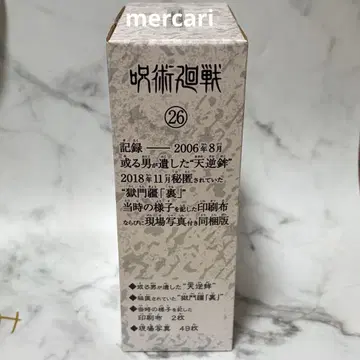 mercari
呪術廻戦
㉖
記録 ── 2006年8月
或る男が遺した"天逆鉾"
2018年11月秘匿されていた
"獄門疆「裏」"
当時の様子を記した印刷布
ならびに現場写真付き同梱版
◆或る男が遺した"天逆鉾"
◆秘匿されていた"獄門疆「裏」"
◆当時の様子を記した
印刷布 2枚
◆現場写真 49枚